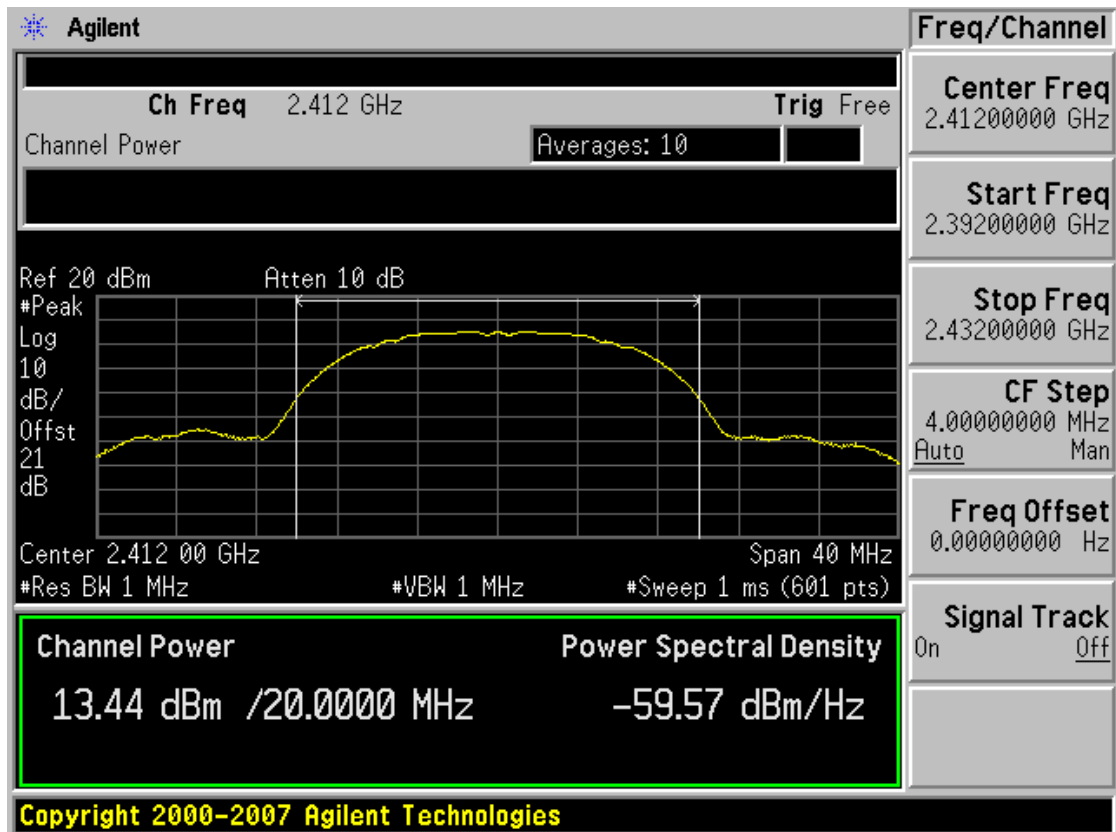 Agilent
Freq/Channel
Ch Freq 2.412 GHz Trig Free
Channel Power Averages: 10
Ref 20 dBm Atten 10 dB
#Peak
Log
10
dB/
Offst
21
dB
Center 2.412 00 GHz Span 40 MHz
#Res BW 1 MHz #VBW 1 MHz #Sweep 1 ms (601 pts)
Channel Power Power Spectral Density
13.44 dBm /20.0000 MHz -59.57 dBm/Hz
Center Freq
2.41200000 GHz
Start Freq
2.39200000 GHz
Stop Freq
2.43200000 GHz
CF Step
4.00000000 MHz
Auto Man
Freq Offset
0.00000000 Hz
Signal Track
On Off
Copyright 2000-2007 Agilent Technologies